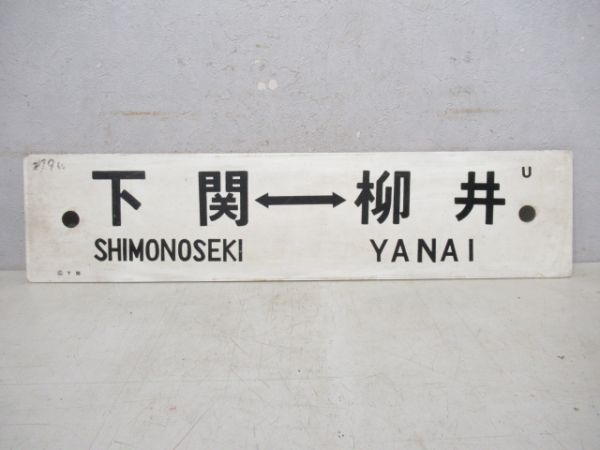 U
下 関⟷柳 井
SHIMONOSEKI YANAI